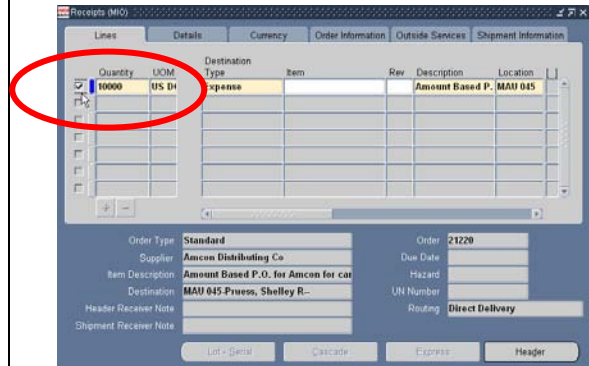 Receipts (MIO)
Lines Details Currency Order Information Outside Services Shipment Information
Destination
Quantity UOM Type Item Rev Description Location [ ]
10000 US D Expense Amount Based P. MAU 045
Order Type Standard Order 21220
Supplier Amcon Distributing Co Due Date
Item Description Amount Based P.O. for Amcon for car Hazard
Destination MAU 045-Pruess, Shelley R-- UN Number
Header Receiver Note Routing Direct Delivery
Shipment Receiver Note
Lot - Serial Cascade Express Header